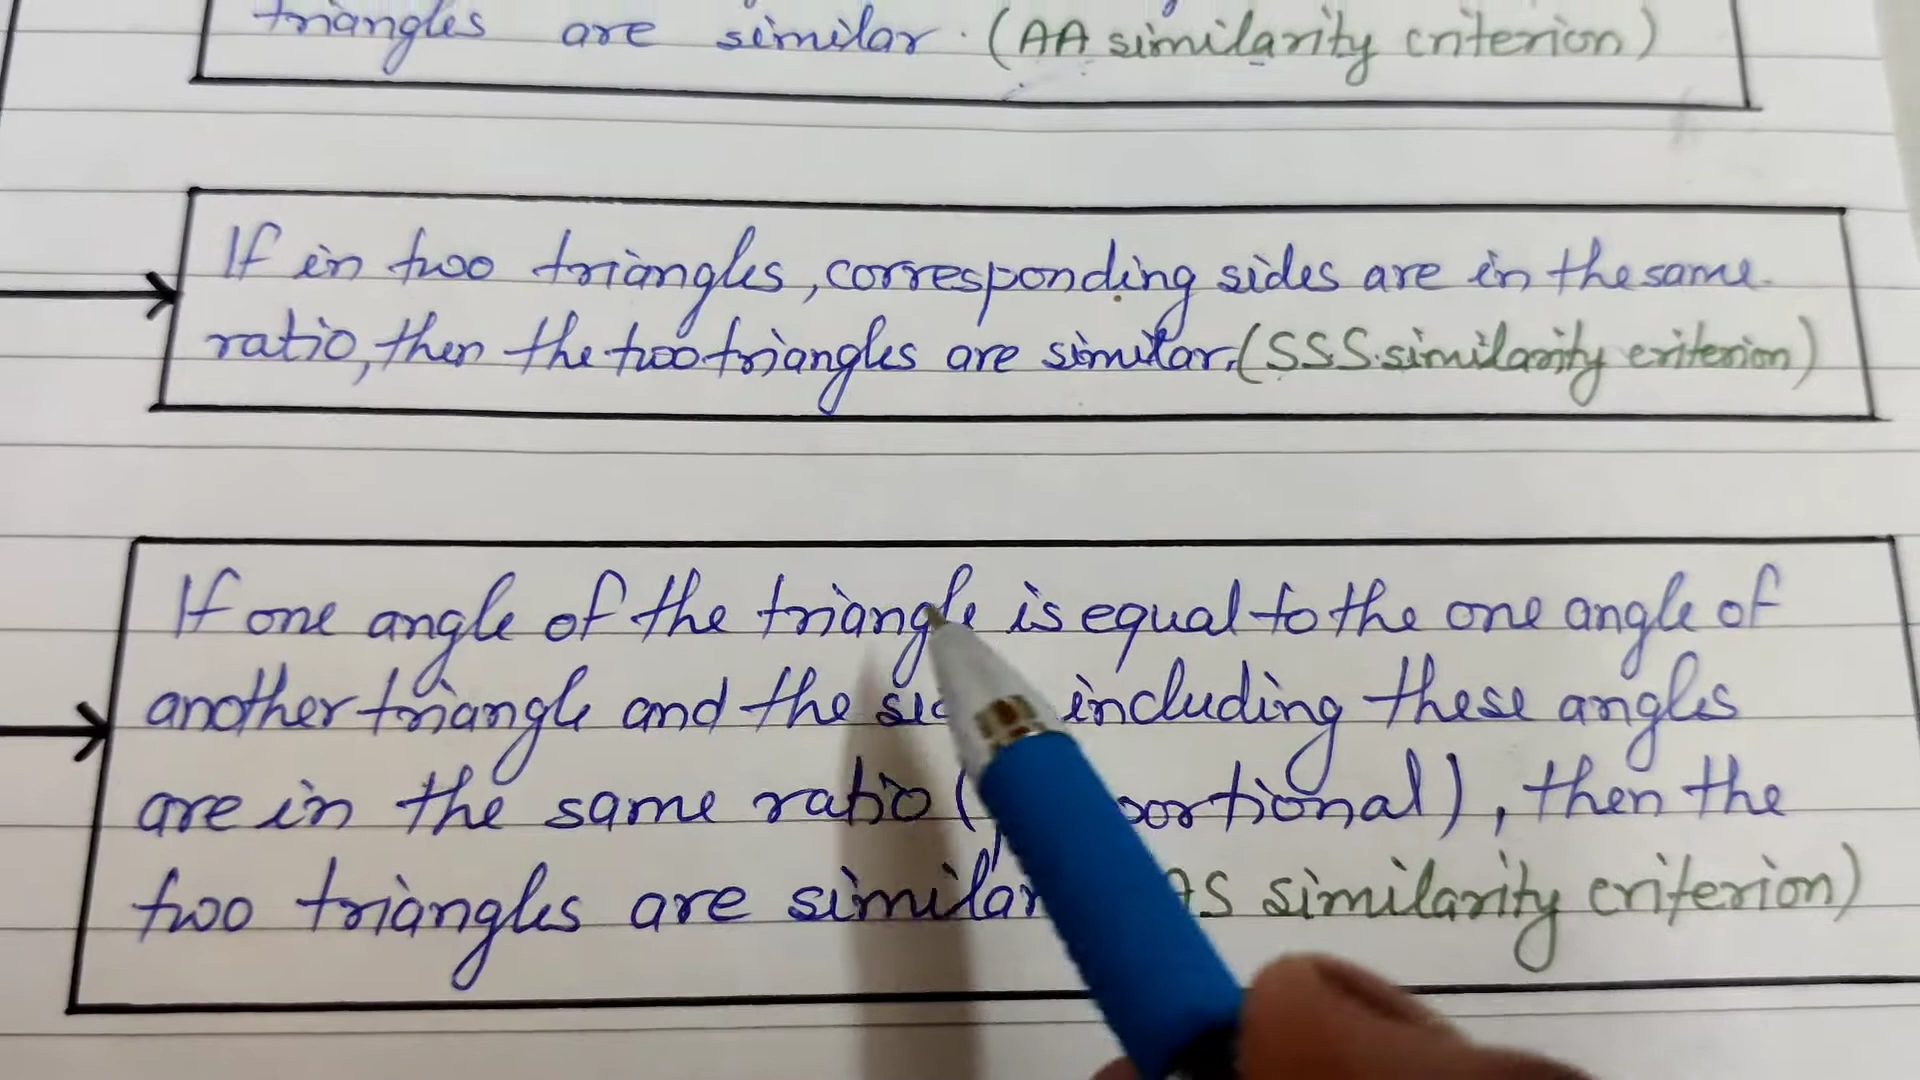 triangles are similar. (AA similarity criterion)
If in two triangles, corresponding sides are in the same
ratio, then the two triangles are similar. (SSS similarity criterion)
If one angle of the triangle is equal to the one angle of
another triangle and the including these angles
are in the same ratio ( ), then the
two triangles are similar similarity criterion)